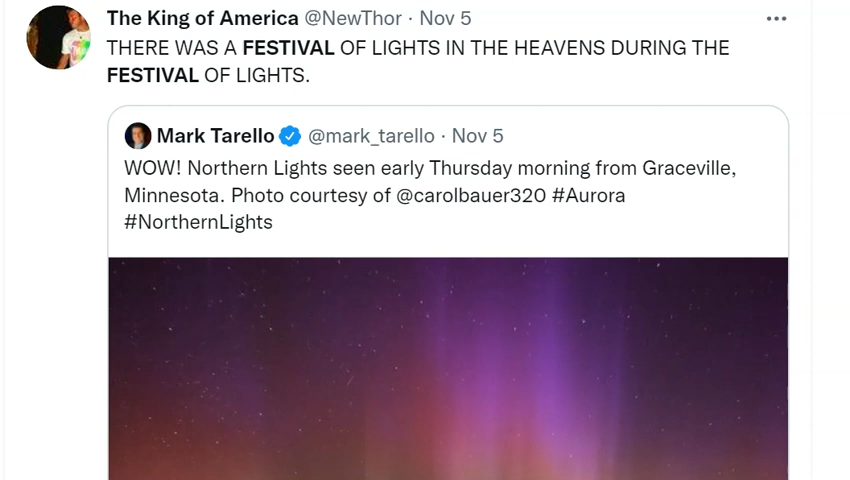 The King of America @NewThor · Nov 5
THERE WAS A FESTIVAL OF LIGHTS IN THE HEAVENS DURING THE
FESTIVAL OF LIGHTS.
Mark Tarello @mark_tarello · Nov 5
WOW! Northern Lights seen early Thursday morning from Graceville,
Minnesota. Photo courtesy of @carolbauer320 #Aurora
#NorthernLights